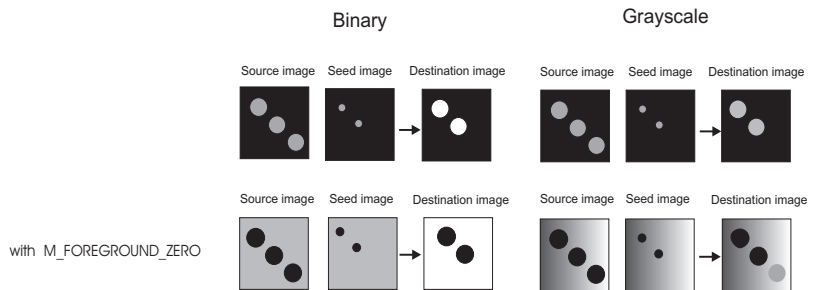 Binary Grayscale
Source image Seed image Destination image Source image Seed image Destination image
Source image Seed image Destination image Source image Seed image Destination image
with M_FOREGROUND_ZERO